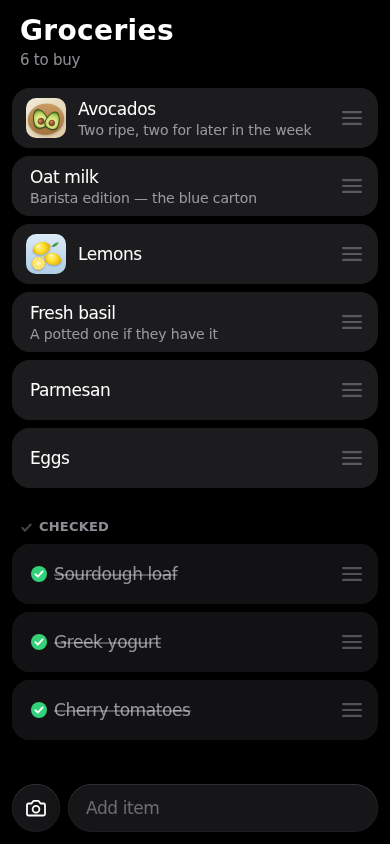 Groceries
6 to buy
Avocados
Two ripe, two for later in the week
Oat milk
Barista edition — the blue carton
Lemons
Fresh basil
A potted one if they have it
Parmesan
Eggs
CHECKED
Sourdough loaf
Greek yogurt
Cherry tomatoes
Add item